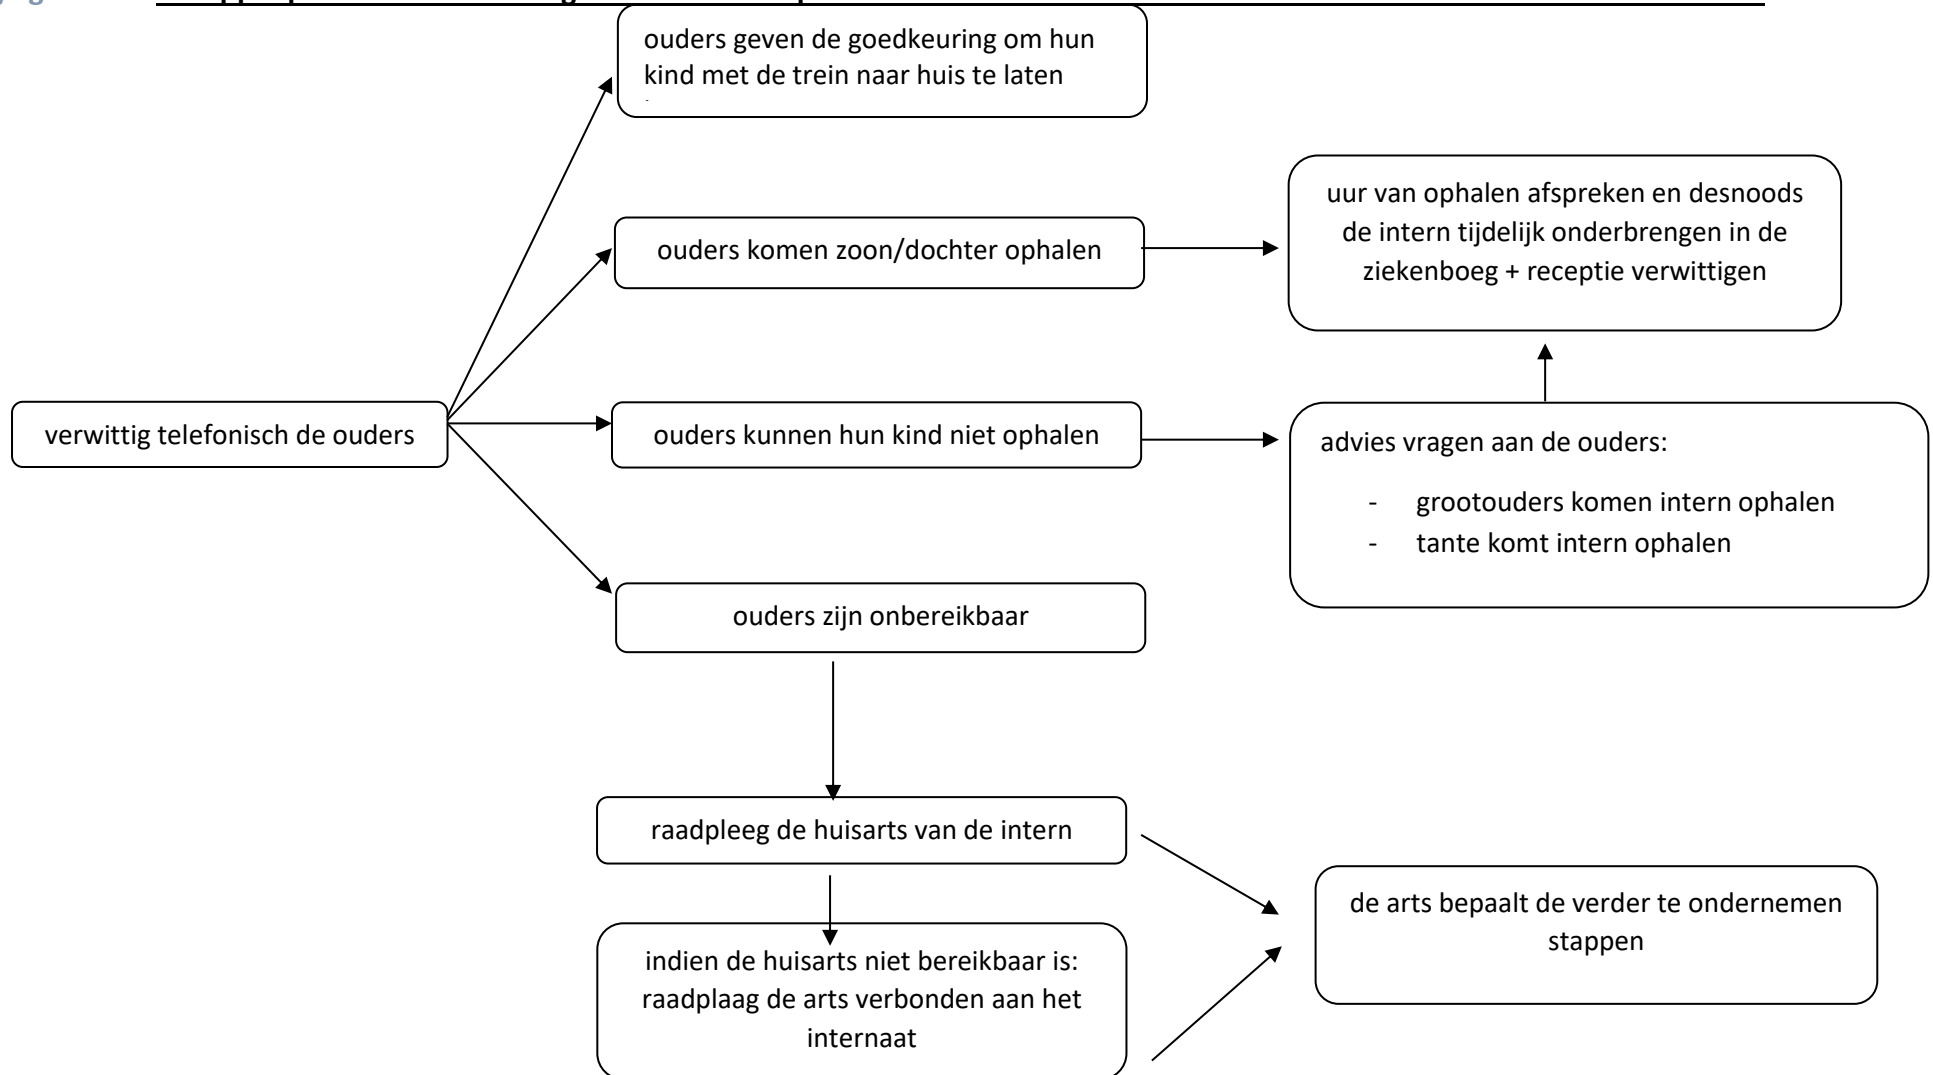 ouders geven de goedkeuring om hun
kind met de trein naar huis te laten
uur van ophalen afspreken en desnoods
de intern tijdelijk onderbrengen in de
ziekenboeg + receptie verwittigen
ouders komen zoon/dochter ophalen
verwittig telefonisch de ouders
ouders kunnen hun kind niet ophalen
advies vragen aan de ouders:
- grootouders komen intern ophalen
- tante komt intern ophalen
ouders zijn onbereikbaar
raadpleeg de huisarts van de intern
de arts bepaalt de verder te ondernemen
stappen
indien de huisarts niet bereikbaar is:
raadplaag de arts verbonden aan het
internaat